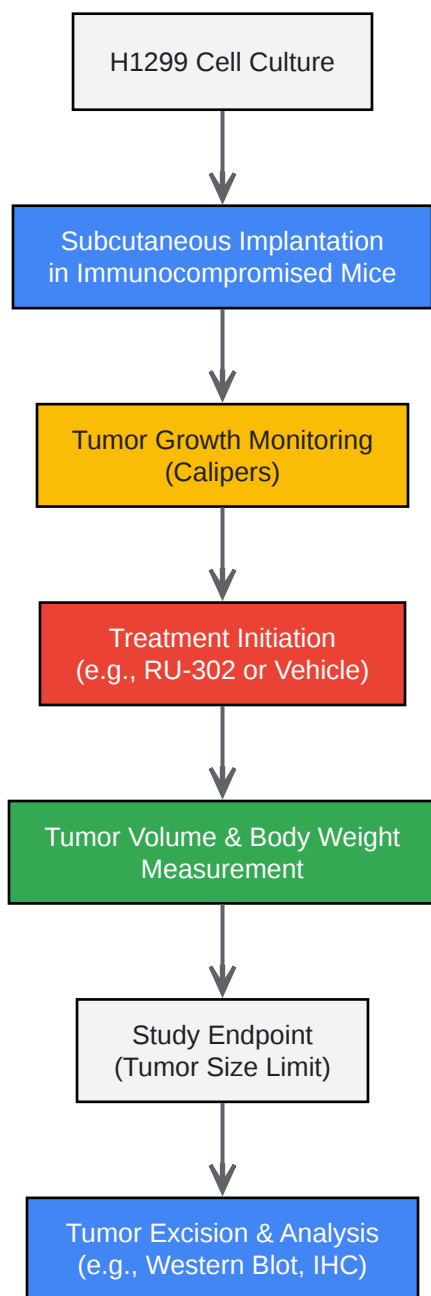 H1299 Cell Culture
Subcutaneous Implantation
in Immunocompromised Mice
Tumor Growth Monitoring
(Calipers)
Treatment Initiation
(e.g., RU-302 or Vehicle)
Tumor Volume & Body Weight
Measurement
Study Endpoint
(Tumor Size Limit)
Tumor Excision & Analysis
(e.g., Western Blot, IHC)